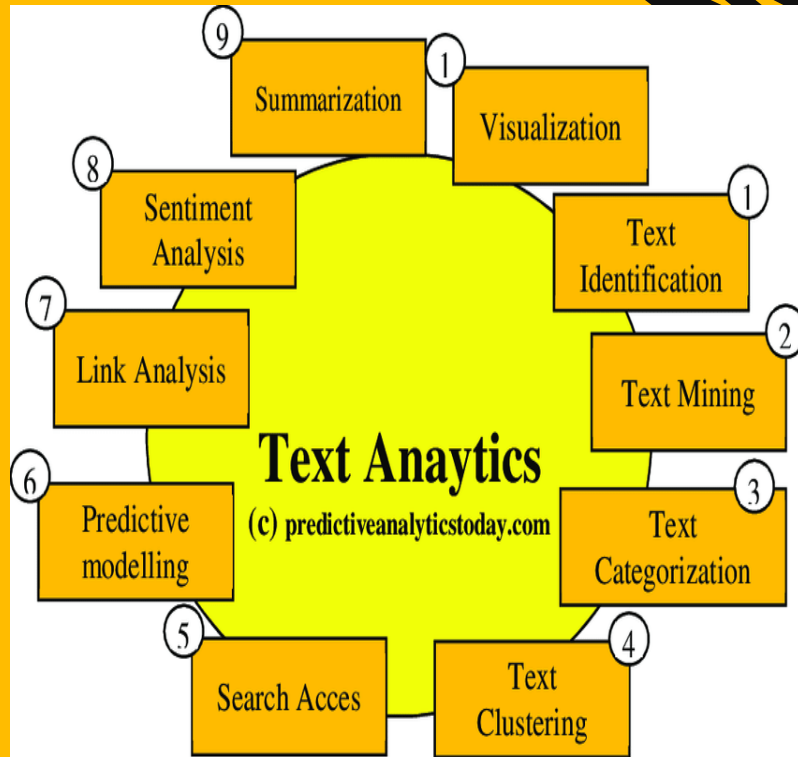 9
Summarization
1
Visualization
1
Text
Identification
2
Text Mining
3
Text
Categorization
4
Text
Clustering
5
Search Acces
6
Predictive
modelling
7
Link Analysis
8
Sentiment
Analysis
Text Anaytics
(c) predictiveanalyticstoday.com